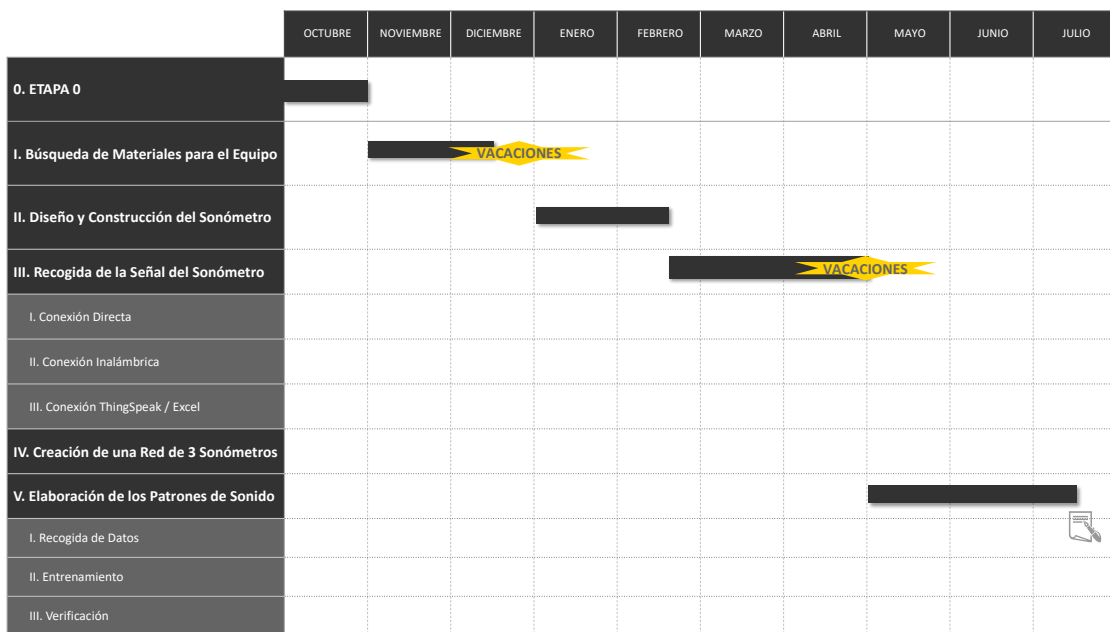 OCTUBRE NOVIEMBRE DICIEMBRE ENERO FEBRERO MARZO ABRIL MAYO JUNIO JULIO
0. ETAPA 0
I. Búsqueda de Materiales para el Equipo
VACACIONES
II. Diseño y Construcción del Sonómetro
III. Recogida de la Señal del Sonómetro
VACACIONES
I. Conexión Directa
II. Conexión Inalámbrica
III. Conexión ThingSpeak / Excel
IV. Creación de una Red de 3 Sonómetros
V. Elaboración de los Patrones de Sonido
I. Recogida de Datos
II. Entrenamiento
III. Verificación